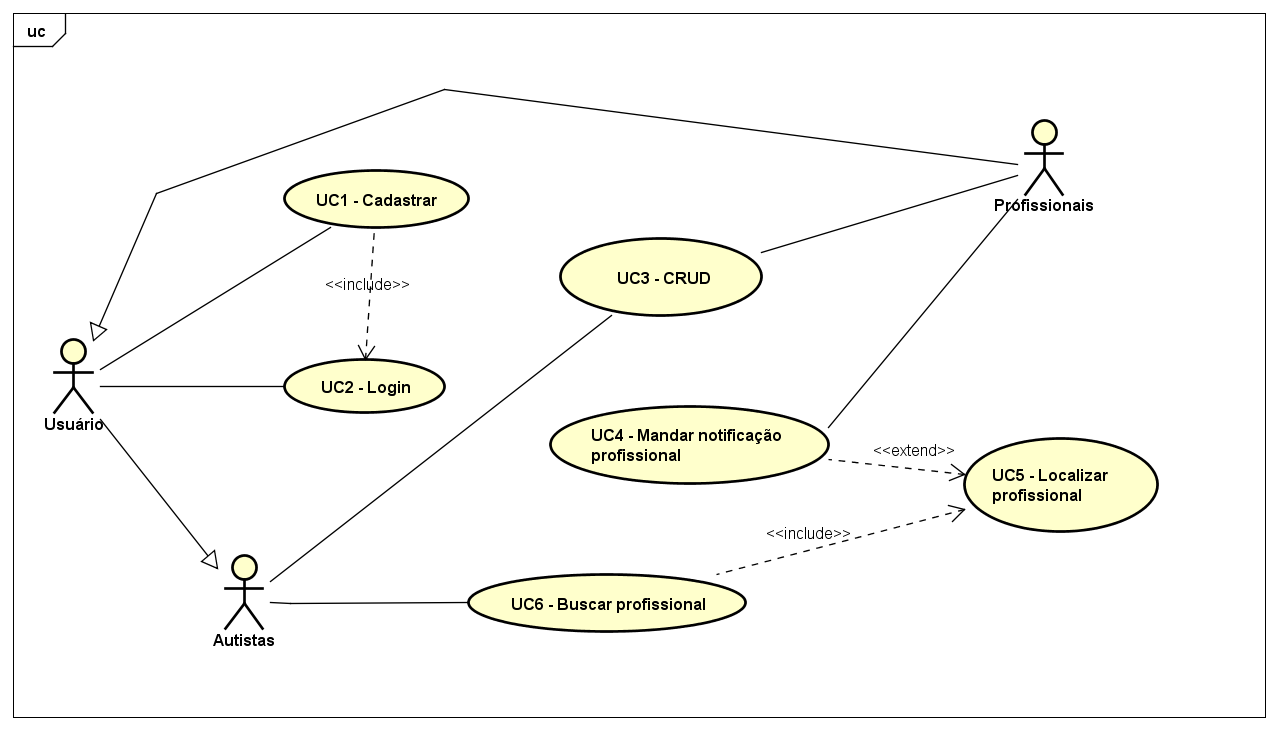 uc
Profissionais
UC1 - Cadastrar
UC3 - CRUD
<<include>>
UC2 - Login
Usuário
UC4 - Mandar notificação
profissional
<<extend>>
UC5 - Localizar
profissional
<<include>>
UC6 - Buscar profissional
Autistas